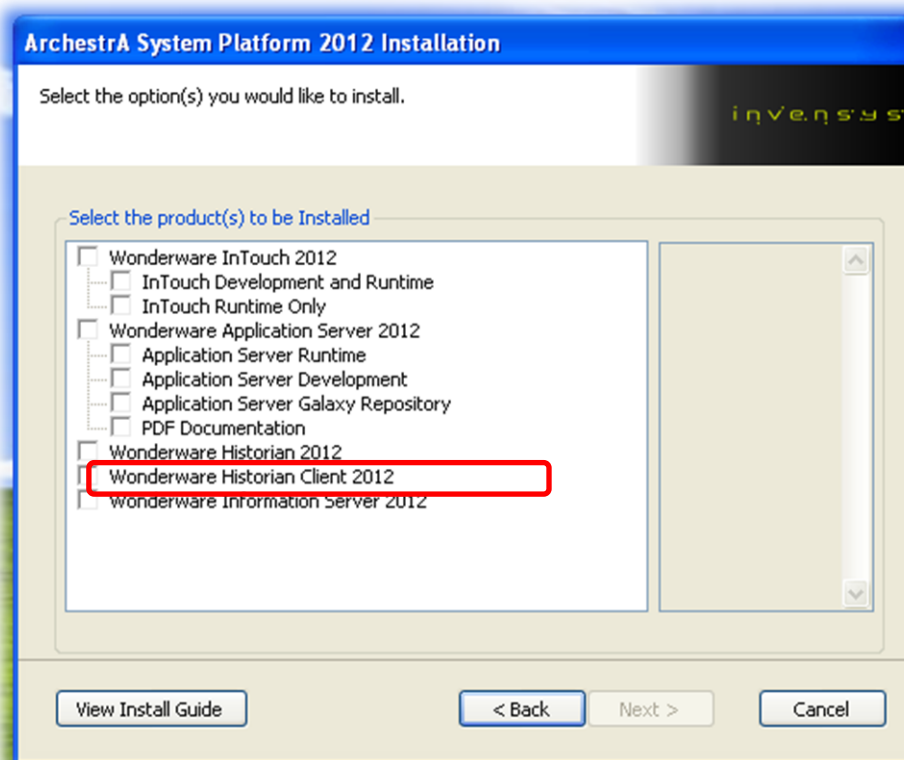 ArchestrA System Platform 2012 Installation
Select the option(s) you would like to install.
invensys
Select the product(s) to be Installed
Wonderware InTouch 2012
InTouch Development and Runtime
InTouch Runtime Only
Wonderware Application Server 2012
Application Server Runtime
Application Server Development
Application Server Galaxy Repository
PDF Documentation
Wonderware Historian 2012
Wonderware Historian Client 2012
Wonderware Information Server 2012
View Install Guide
< Back
Next >
Cancel